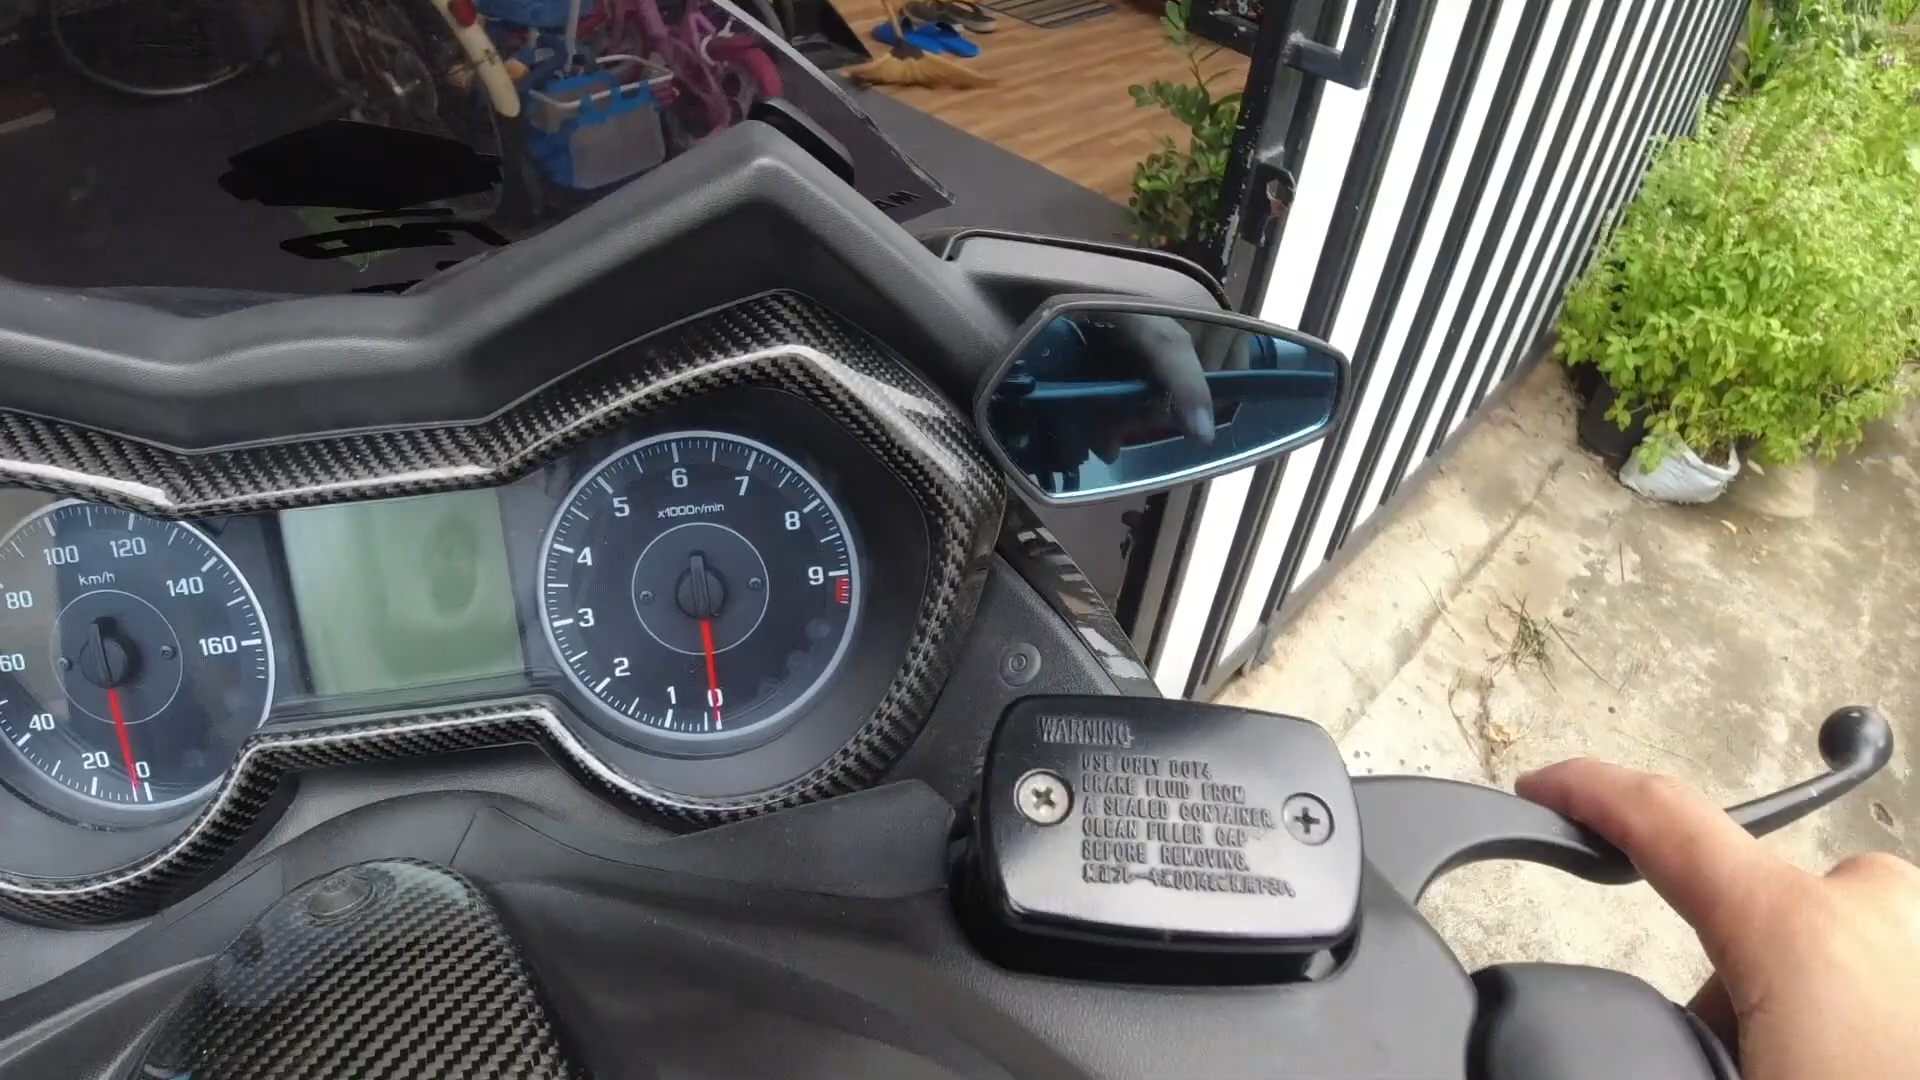 6
5
7
x1000r/min
8
4
9
3
2
1
0
100
120
km/h
80
140
60
160
40
20
0
WARNING
USE ONLY DOT4
BRAKE FLUID FROM
A SEALED CONTAINER.
CLEAN FILLER CAP
BEFORE REMOVING.